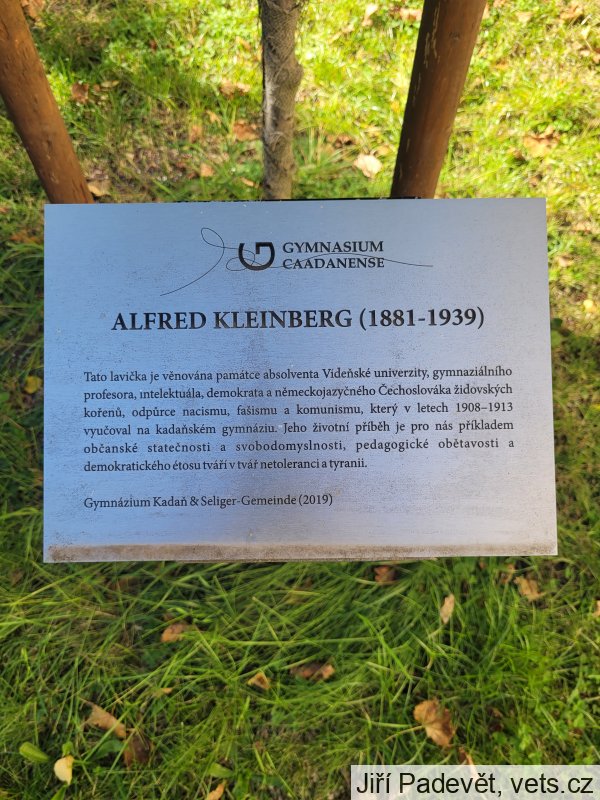 GYMNASIUM
CAADANENSE
ALFRED KLEINBERG (1881-1939)
Tato lavička je věnována památce absolventa Vídeňské univerzity, gymnaziálního
profesora, intelektuála, demokrata a německojazyčného Čechoslováka židovských
kořenů, odpůrce nacismu, fašismu a komunismu, který v letech 1908–1913
vyučoval na kadaňském gymnáziu. Jeho životní příběh je pro nás příkladem
občanské statečnosti a svobodomyslnosti, pedagogické obětavosti a
demokratického étosu tváří v tvář netoleranci a tyranii.
Gymnázium Kadaň & Seliger-Gemeinde (2019)
Jiří Padevět, vets.cz